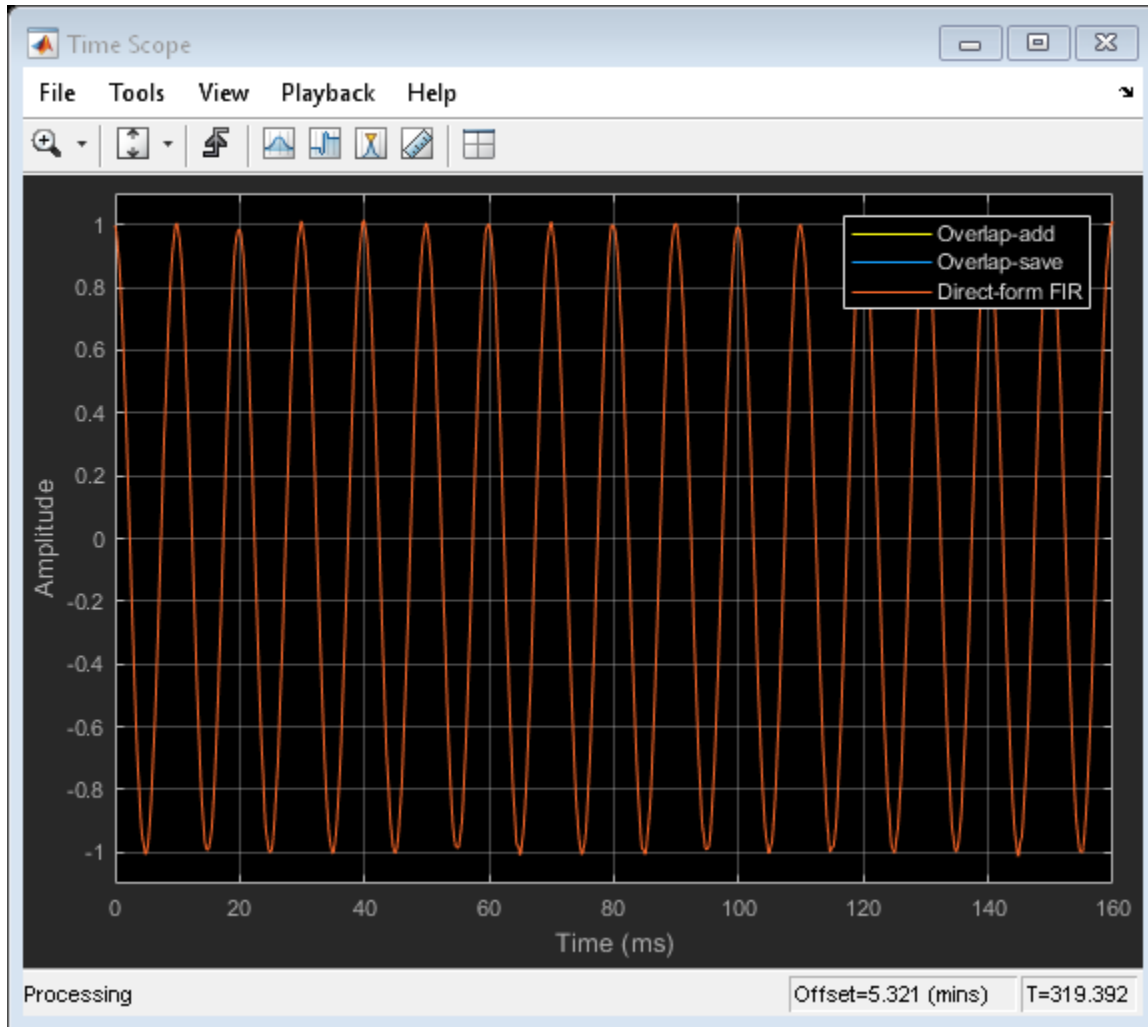 Time Scope
File Tools View Playback Help
Overlap-add
Overlap-save
Direct-form FIR
1
0.8
0.6
0.4
0.2
0
-0.2
-0.4
-0.6
-0.8
-1
Amplitude
0 20 40 60 80 100 120 140 160
Time (ms)
Processing Offset=5.321 (mins) T=319.392